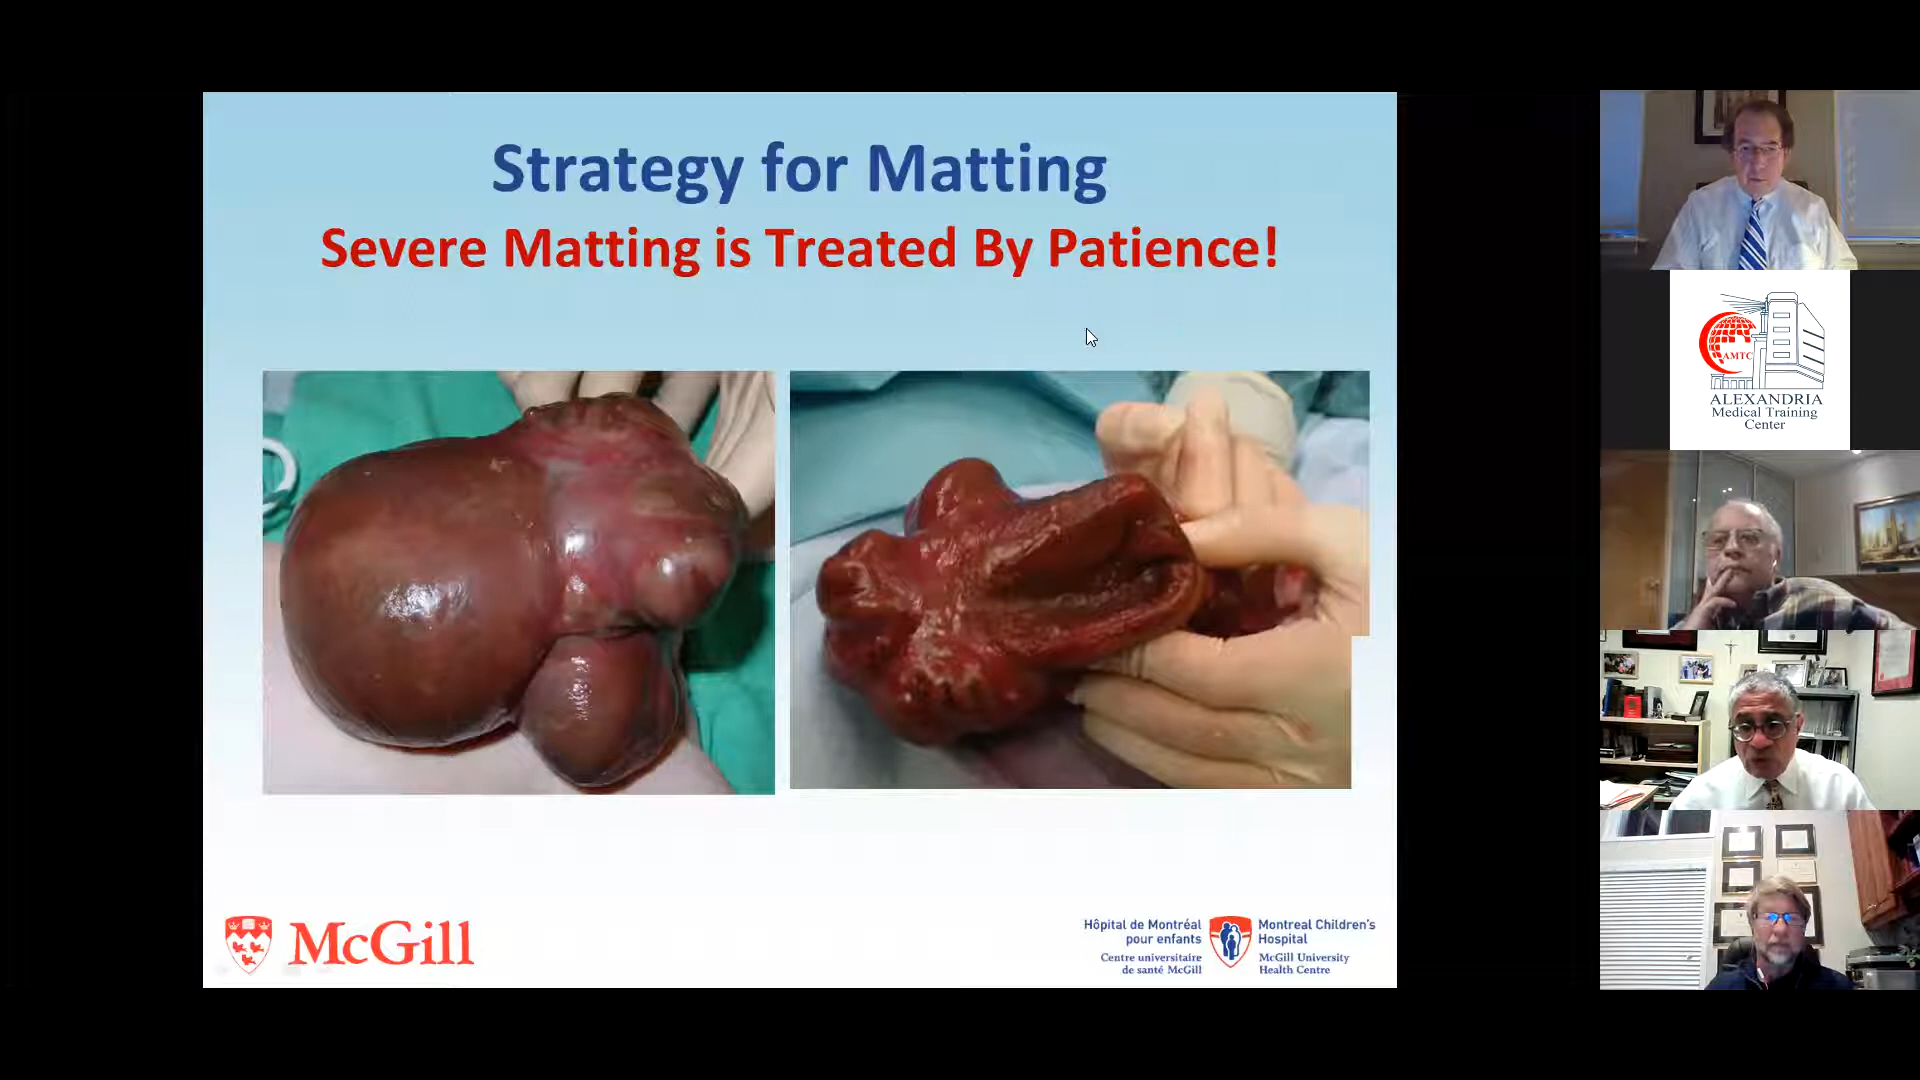 Strategy for Matting
Severe Matting is Treated By Patience!
McGill
Hôpital de Montréal
pour enfants
Centre universitaire
de santé McGill
Montreal Children's
Hospital
McGill University
Health Centre
AMTC
ALEXANDRIA
Medical Training
Center